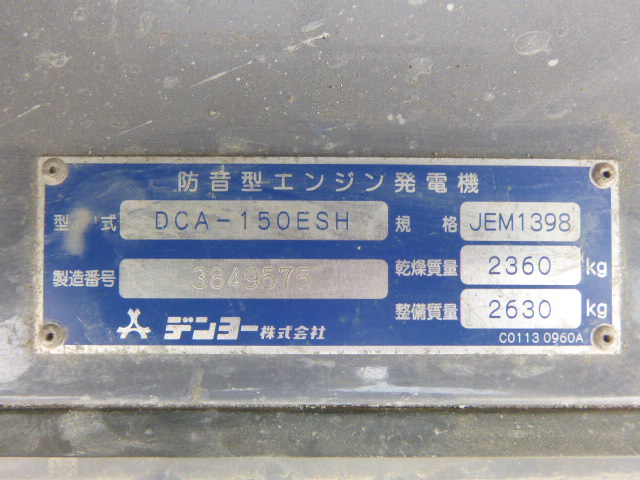 防音型エンジン発電機
型式 DCA-150ESH 規格 JEM1398
製造番号 3849575 乾燥質量 2360 kg
整備質量 2630 kg
デンヨー株式会社
C0113 0960A